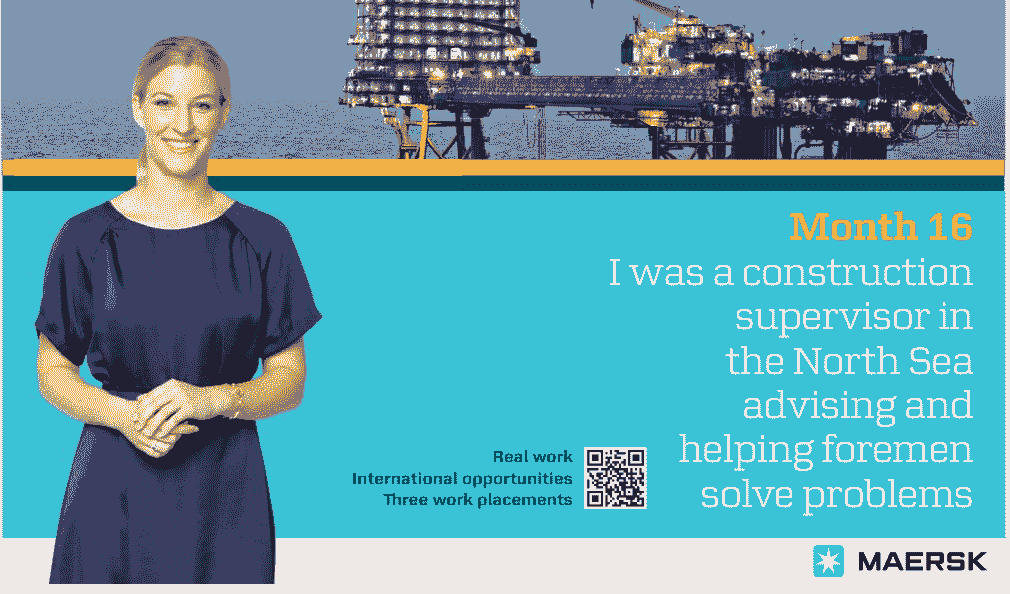 Month 16
I was a construction
supervisor in
the North Sea
advising and
helping foremen
solve problems
Real work
International opportunities
Three work placements
MAERSK